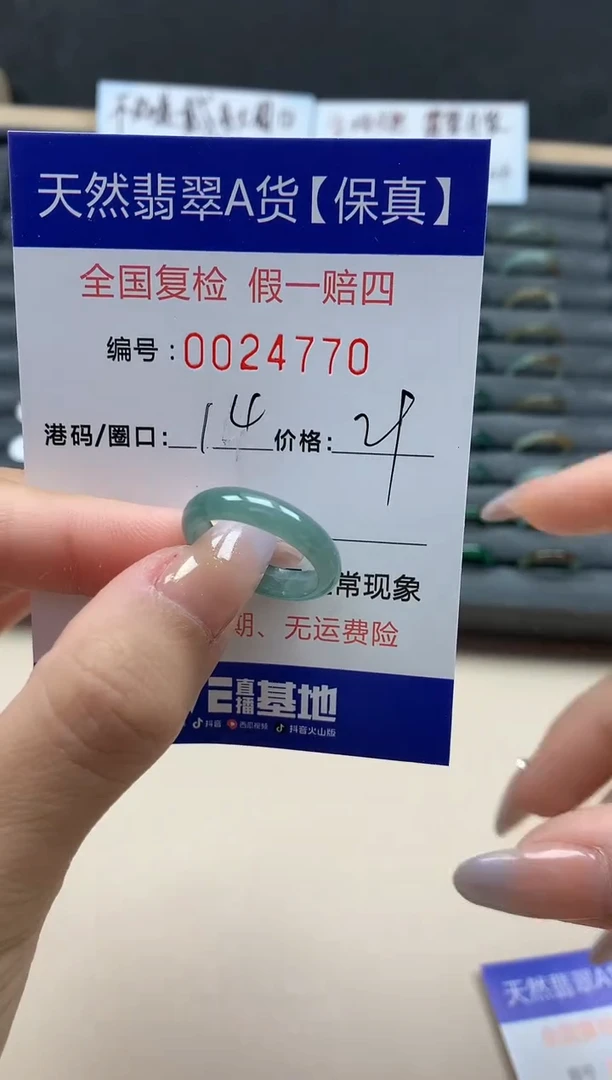 天然翡翠A货【保真】
全国复检 假一赔四
编号:0024770
港码/圈口: 14 价格:
常现象
期、无运费险
直播基地
抖音 西瓜视频 抖音火山版
天然翡翠A